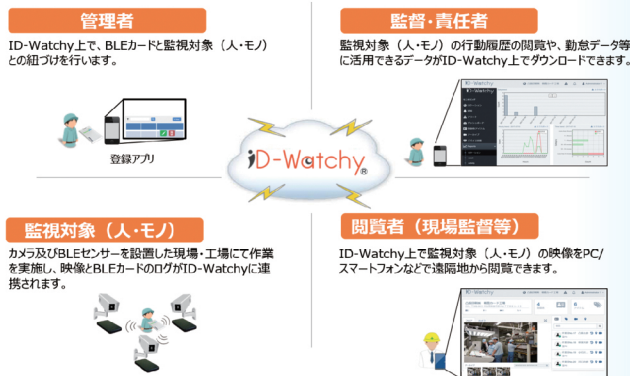 管理者
ID-Watchy上で、BLEカードと監視対象（人・モノ）
との紐づけを行います。
登録アプリ
監督・責任者
監視対象（人・モノ）の行動履歴の閲覧や、勤怠データ等
に活用できるデータがID-Watchy上でダウンロードできます。
ID-Watchy
iD-Watchy®
監視対象（人・モノ）
カメラ及びBLEセンサーを設置した現場・工場にて作業
を実施し、映像とBLEカードのログがID-Watchyに連
携されます。
閲覧者（現場監督等）
ID-Watchy上で監視対象（人・モノ）の映像をPC/
スマートフォンなどで遠隔地から閲覧できます。
ID-Watchy